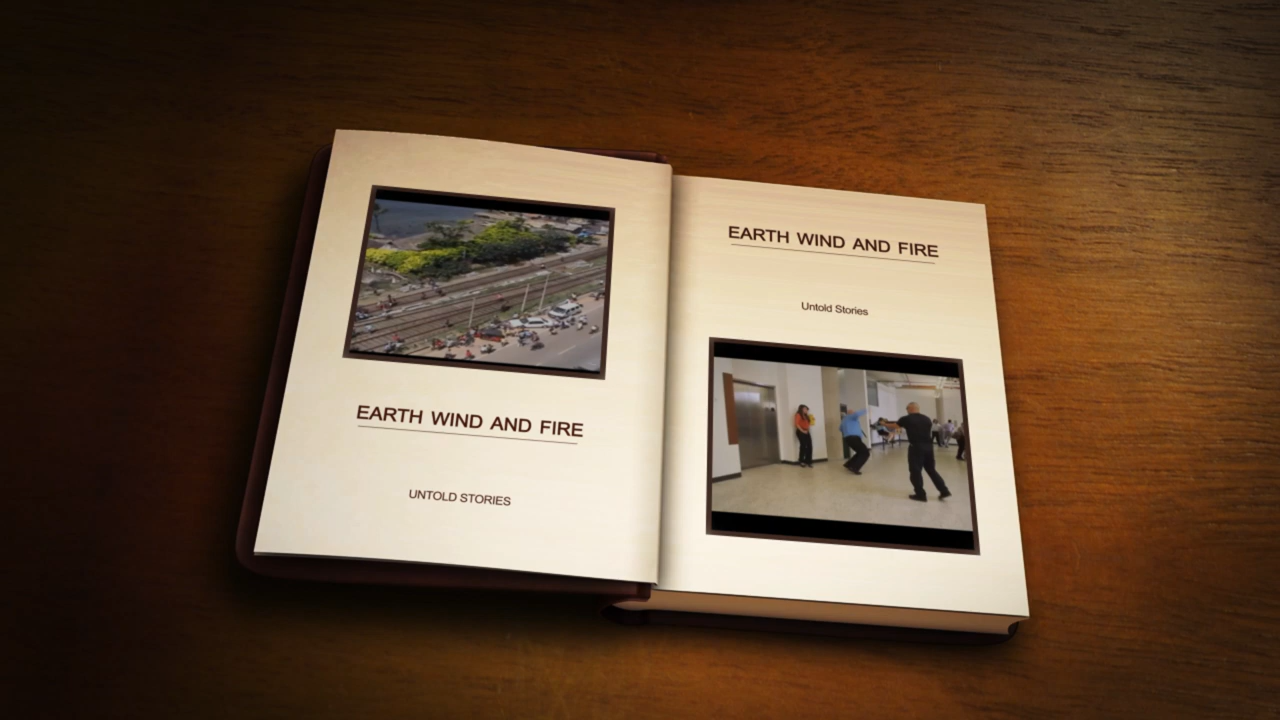 EARTH WIND AND FIRE
UNTOLD STORIES
EARTH WIND AND FIRE
Untold Stories